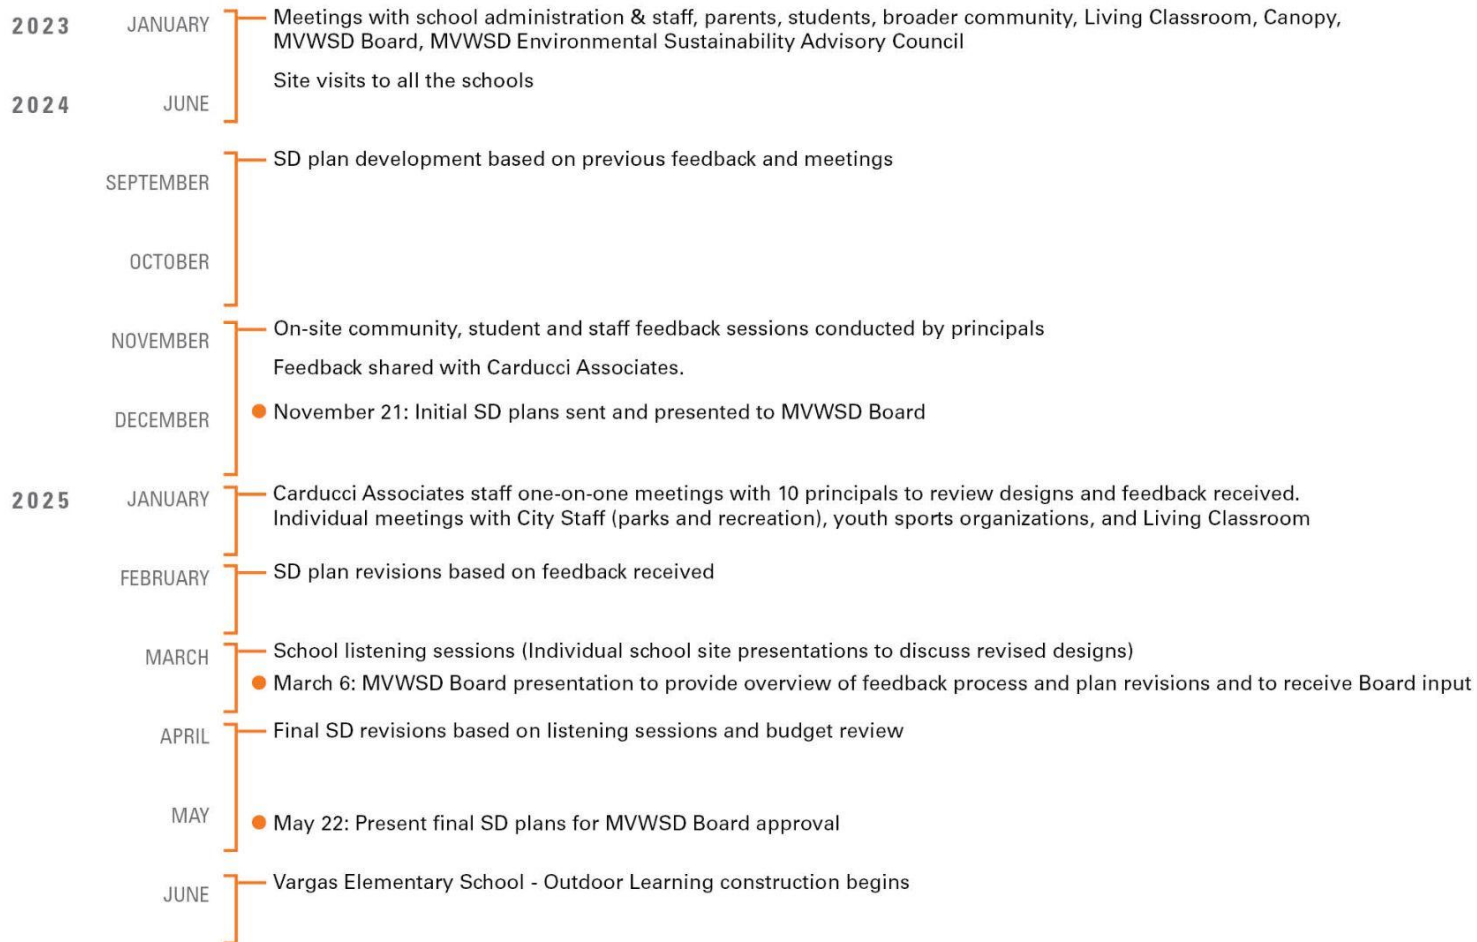 2023 JANUARY Meetings with school administration & staff, parents, students, broader community, Living Classroom, Canopy,
MVWSD Board, MVWSD Environmental Sustainability Advisory Council
Site visits to all the schools
2024 JUNE
SD plan development based on previous feedback and meetings
SEPTEMBER
OCTOBER
On-site community, student and staff feedback sessions conducted by principals
NOVEMBER
Feedback shared with Carducci Associates.
November 21: Initial SD plans sent and presented to MVWSD Board
DECEMBER
2025 JANUARY Carducci Associates staff one-on-one meetings with 10 principals to review designs and feedback received.
Individual meetings with City Staff (parks and recreation), youth sports organizations, and Living Classroom
FEBRUARY SD plan revisions based on feedback received
MARCH School listening sessions (Individual school site presentations to discuss revised designs)
March 6: MVWSD Board presentation to provide overview of feedback process and plan revisions and to receive Board input
APRIL Final SD revisions based on listening sessions and budget review
MAY May 22: Present final SD plans for MVWSD Board approval
JUNE Vargas Elementary School - Outdoor Learning construction begins